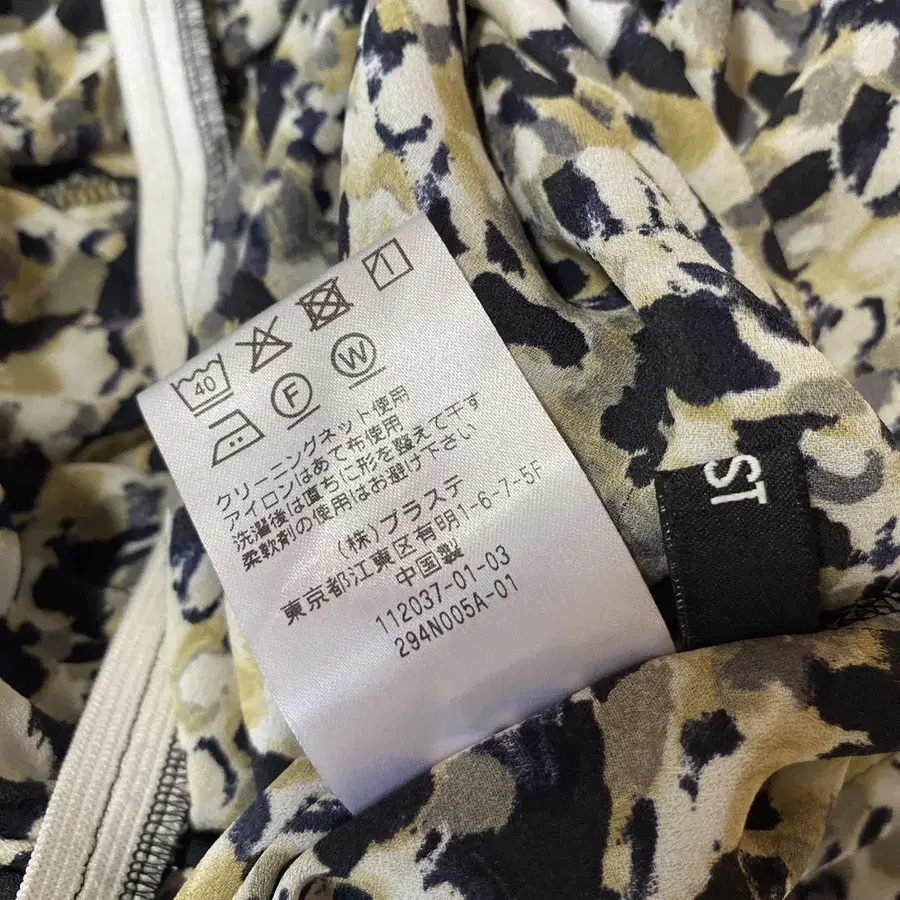 40
F
W
クリーニングネット使用
アイロンはあて布使用
洗濯後は直ちに形を整えて干す
柔軟剤の使用はお避け下さい
(株)プラステ
東京都江東区有明1-6-7-5F
中国製
112037-01-03
294N005A-01
ST